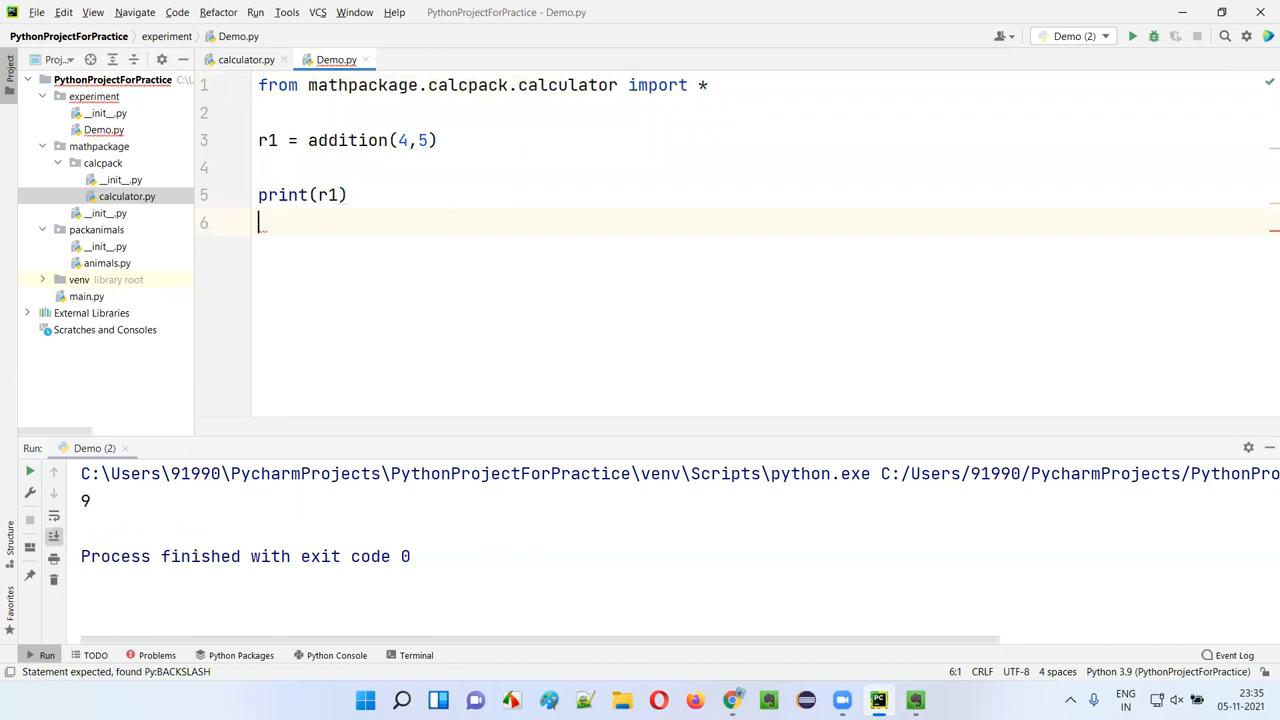 File Edit View Navigate Code Refactor Run Tools VCS Window Help PythonProjectForPractice - Demo.py
PythonProjectForPractice experiment Demo.py Demo (2)
Project
Proj... calculator.py Demo.py
PythonProjectForPractice C:\
experiment
__init__.py
Demo.py
mathpackage
calcpack
__init__.py
calculator.py
__init__.py
packanimals
__init__.py
animals.py
venv library root
main.py
External Libraries
Scratches and Consoles
1 from mathpackage.calcpack.calculator import *
2
3 r1 = addition(4,5)
4
5 print(r1)
6
Run: Demo (2)
C:\Users\91990\PycharmProjects\PythonProjectForPractice\venv\Scripts\python.exe C:/Users/91990/PycharmProjects/PythonPro
9
Process finished with exit code 0
Structure
Favorites
Run TODO Problems Python Packages Python Console Terminal Event Log
Statement expected, found Py:BACKSLASH 6:1 CRLF UTF-8 4 spaces Python 3.9 (PythonProjectForPractice)
ENG
IN
23:35
05-11-2021